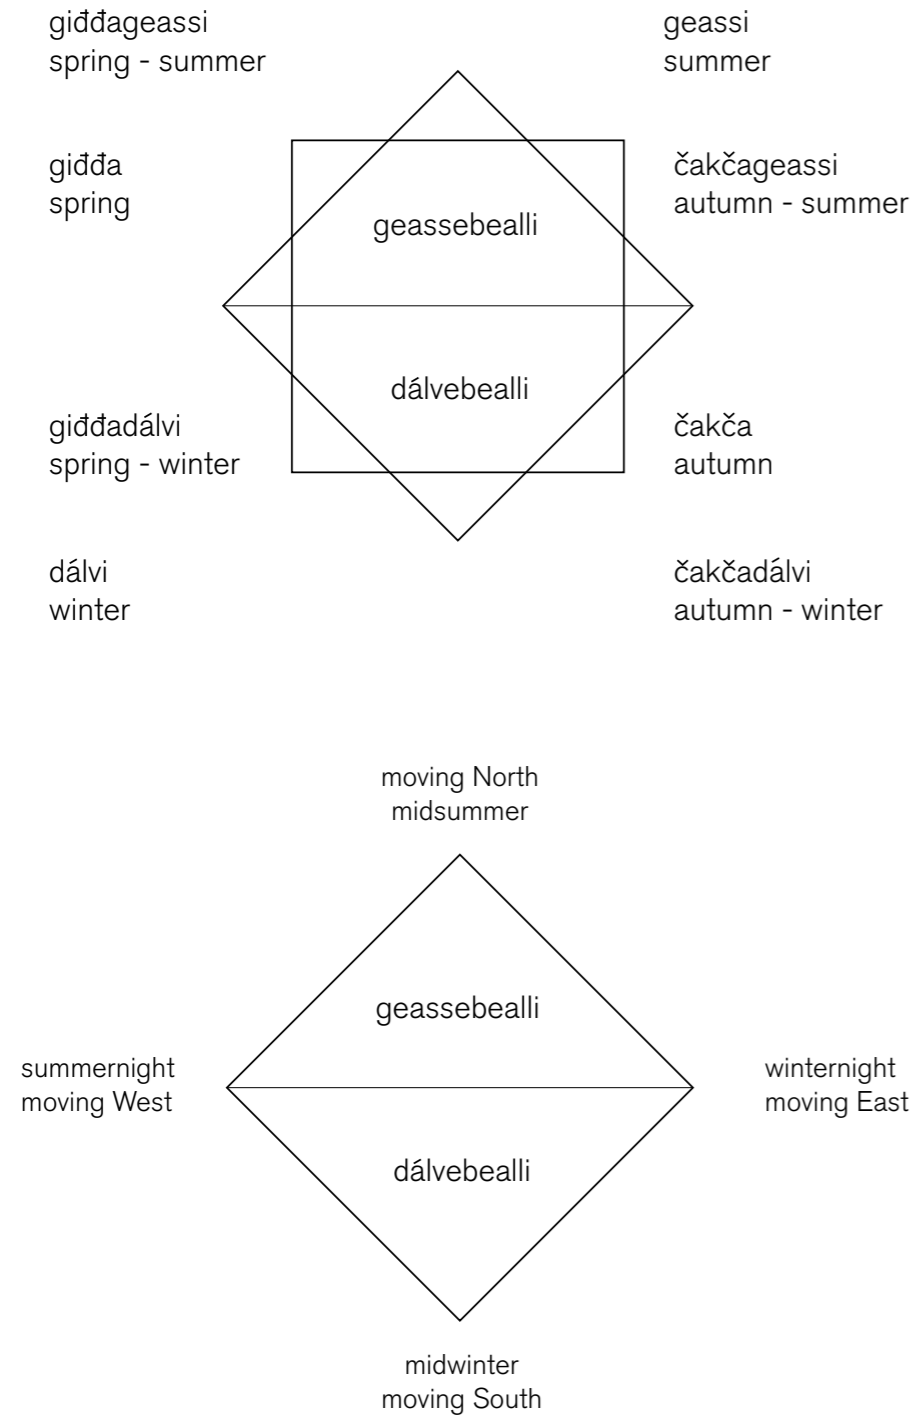 giđđageassi
spring - summer
geassi
summer
giđđa
spring
čakčageassi
autumn - summer
geassebealli
dálvebealli
giđđadálvi
spring - winter
čakča
autumn
dálvi
winter
čakčadálvi
autumn - winter
moving North
midsummer
geassebealli
summernight
moving West
winternight
moving East
dálvebealli
midwinter
moving South